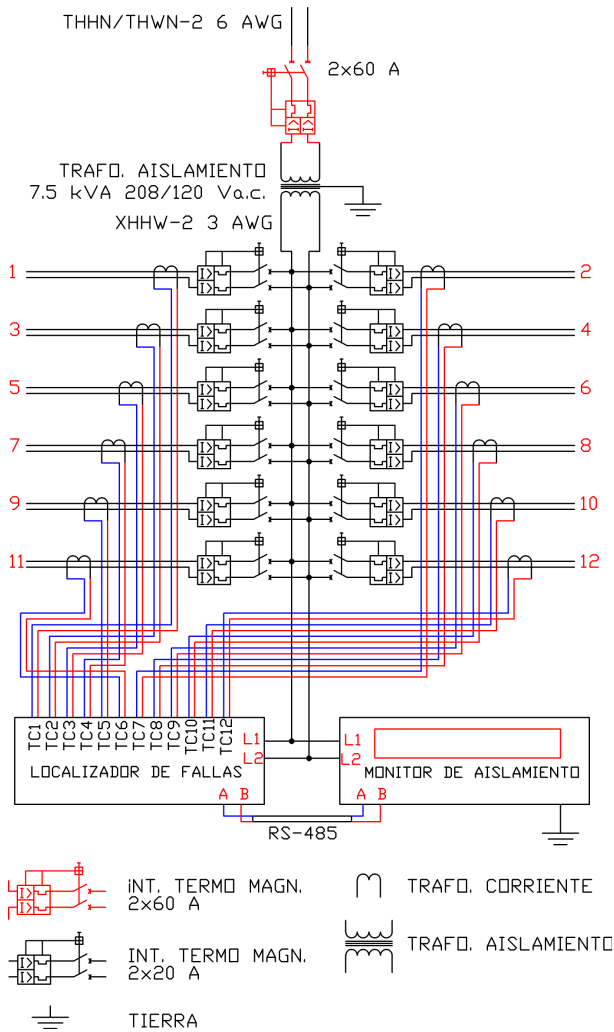 THHN/THWN-2 6 AWG
2x60 A
TRAFO. AISLAMIENTO
7.5 kVA 208/120 Va.c.
XHHW-2 3 AWG
1
2
3
4
5
6
7
8
9
10
11
12
TC1
TC2
TC3
TC4
TC5
TC6
TC7
TC8
TC9
TC10
TC11
TC12
L1
L2
LOCALIZADOR DE FALLAS
A B
L1
L2
MONITOR DE AISLAMIENTO
A B
RS-485
INT. TERMO MAGN.
2x60 A
TRAFO. CORRIENTE
INT. TERMO MAGN.
2x20 A
TRAFO. AISLAMIENTO
TIERRA